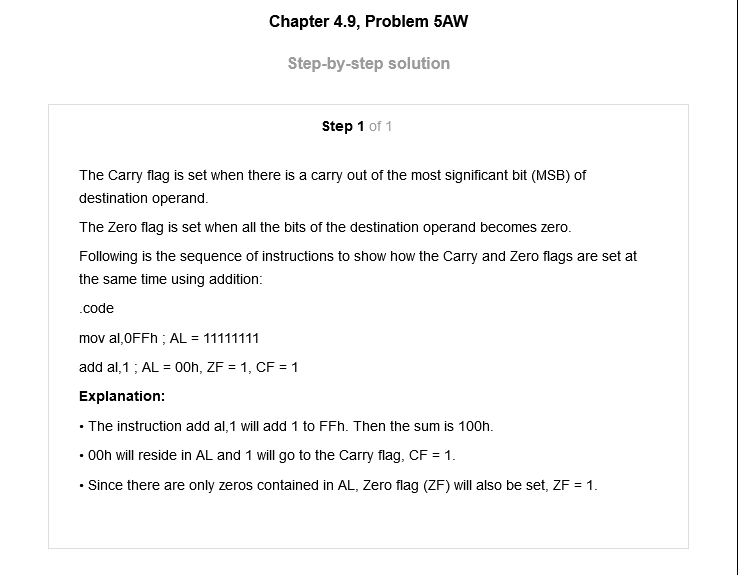 Chapter 4.9, Problem 5AW
Step-by-step solution
Step 1 of 1
The Carry flag is set when there is a carry out of the most significant bit (MSB) of
destination operand.
The Zero flag is set when all the bits of the destination operand becomes zero.
Following is the sequence of instructions to show how the Carry and Zero flags are set at
the same time using addition:
.code
mov al,0FFh ; AL = 11111111
add al,1 ; AL = 00h, ZF = 1, CF = 1
Explanation:
• The instruction add al,1 will add 1 to FFh. Then the sum is 100h.
• 00h will reside in AL and 1 will go to the Carry flag, CF = 1.
• Since there are only zeros contained in AL, Zero flag (ZF) will also be set, ZF = 1.